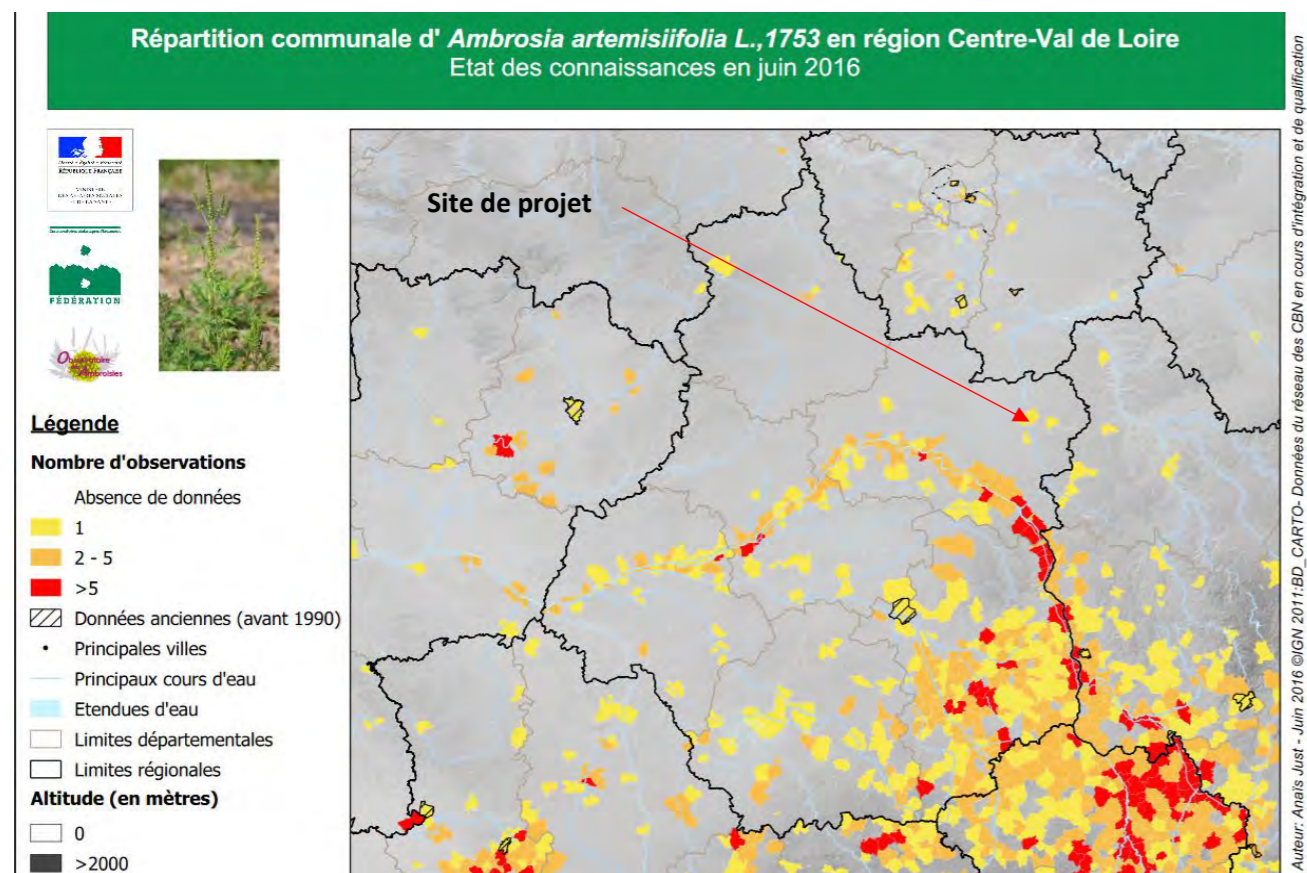 Répartition communale d' Ambrosia artemisiifolia L.,1753 en région Centre-Val de Loire
Etat des connaissances en juin 2016
RÉPUBLIQUE FRANÇAISE
FÉDÉRATION
Observatoire
des
Ambroisies
Site de projet
Légende
Nombre d'observations
Absence de données
1
2 - 5
>5
Données anciennes (avant 1990)
Principales villes
Principaux cours d'eau
Etendues d'eau
Limites départementales
Limites régionales
Altitude (en mètres)
0
>2000
Auteur: Anaïs Just - Juin 2016 ©IGN 2011:BD_CARTO- Données du réseau des CBN en cours d'intégration et de qualification